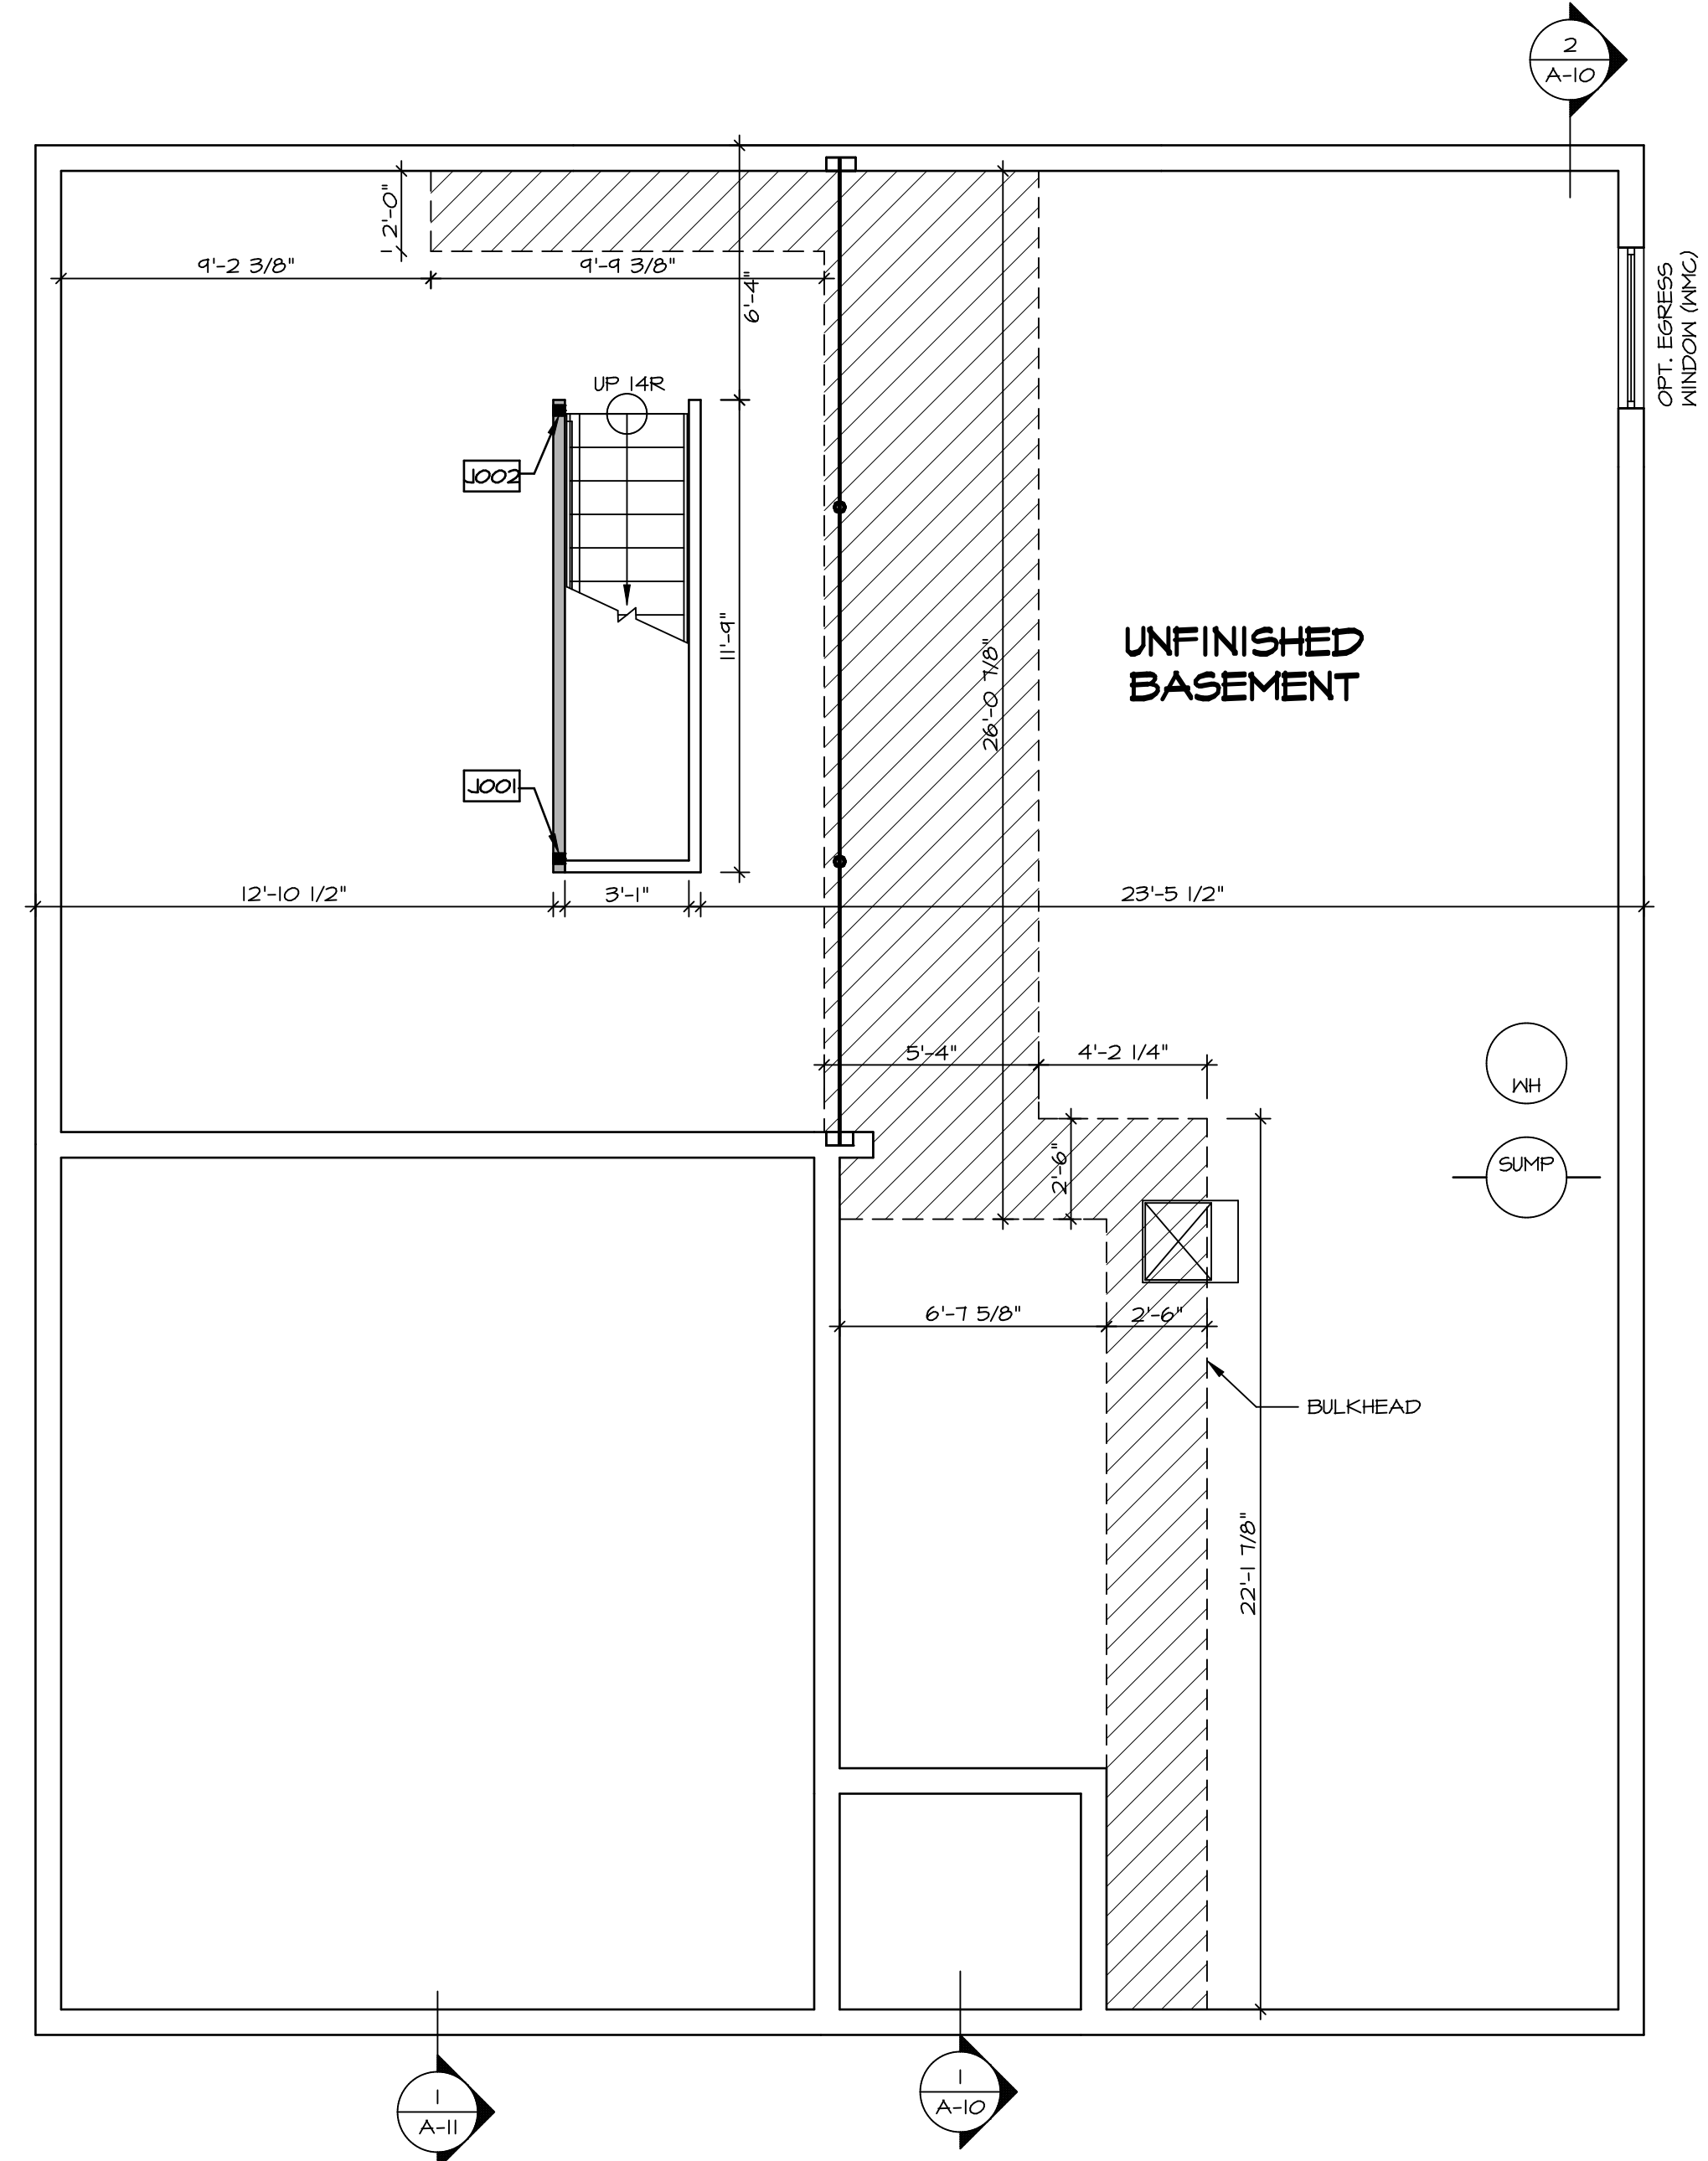 2
A-10
2'-0"
9'-2 3/8"
9'-9 3/8"
6'-4"
OPT. EGRESS
WINDOW (WMC)
UP 14R
J002
11'-9"
26'-0 7/8"
UNFINISHED
BASEMENT
J001
12'-10 1/2"
3'-1"
23'-5 1/2"
5'-4"
4'-2 1/4"
WH
2'-6"
SUMP
6'-7 5/8"
2'-6"
BULKHEAD
22'-1 7/8"
1
A-11
1
A-10